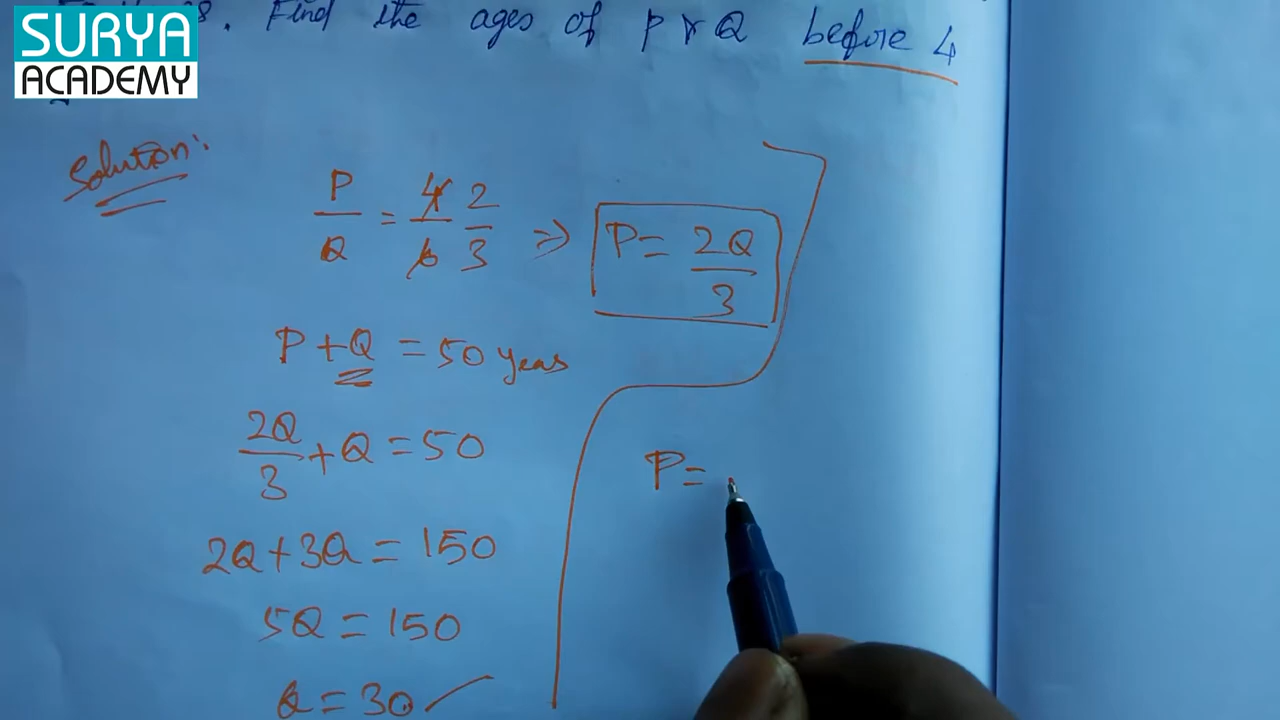 SURYA
ACADEMY
8. Find the ages of P & Q before 4
Solution:
P/Q = 4/6 2/3 ⇒ P = 2Q/3
P + Q = 50 years
2Q/3 + Q = 50
2Q + 3Q = 150
5Q = 150
Q = 30 ✓
P =